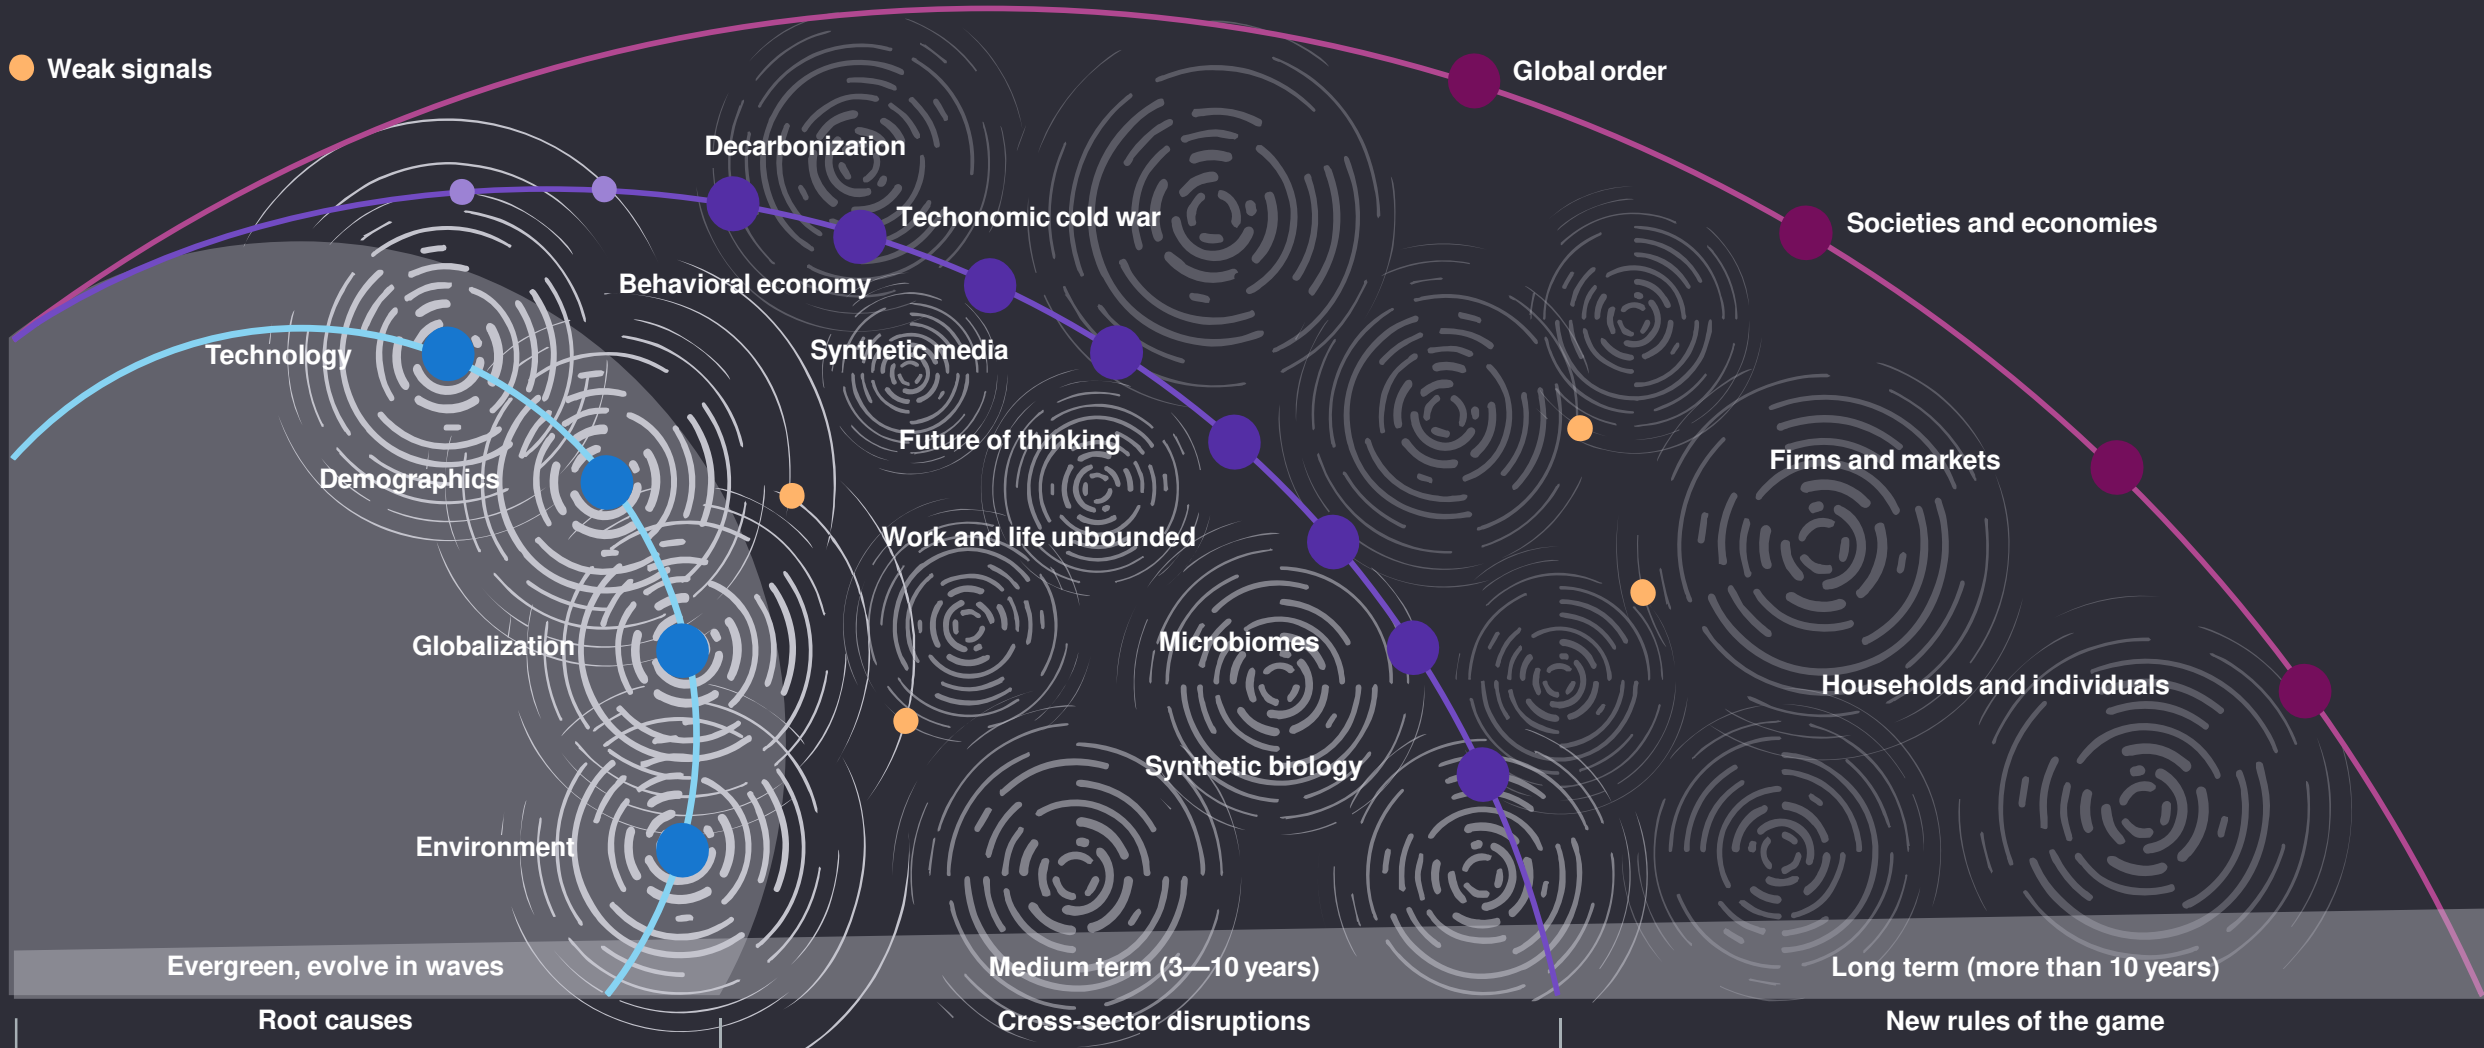 Weak signals
Global order
Decarbonization
Techonomic cold war
Societies and economies
Behavioral economy
Technology
Synthetic media
Future of thinking
Firms and markets
Demographics
Work and life unbounded
Globalization
Microbiomes
Households and individuals
Synthetic biology
Environment
Evergreen, evolve in waves
Medium term (3—10 years)
Long term (more than 10 years)
Root causes
Cross-sector disruptions
New rules of the game